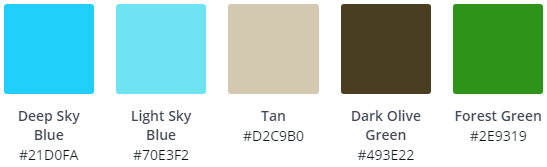 Deep Sky
Blue
#21D0FA
Light Sky
Blue
#70E3F2
Tan
#D2C9B0
Dark Olive
Green
#493E22
Forest Green
#2E9319